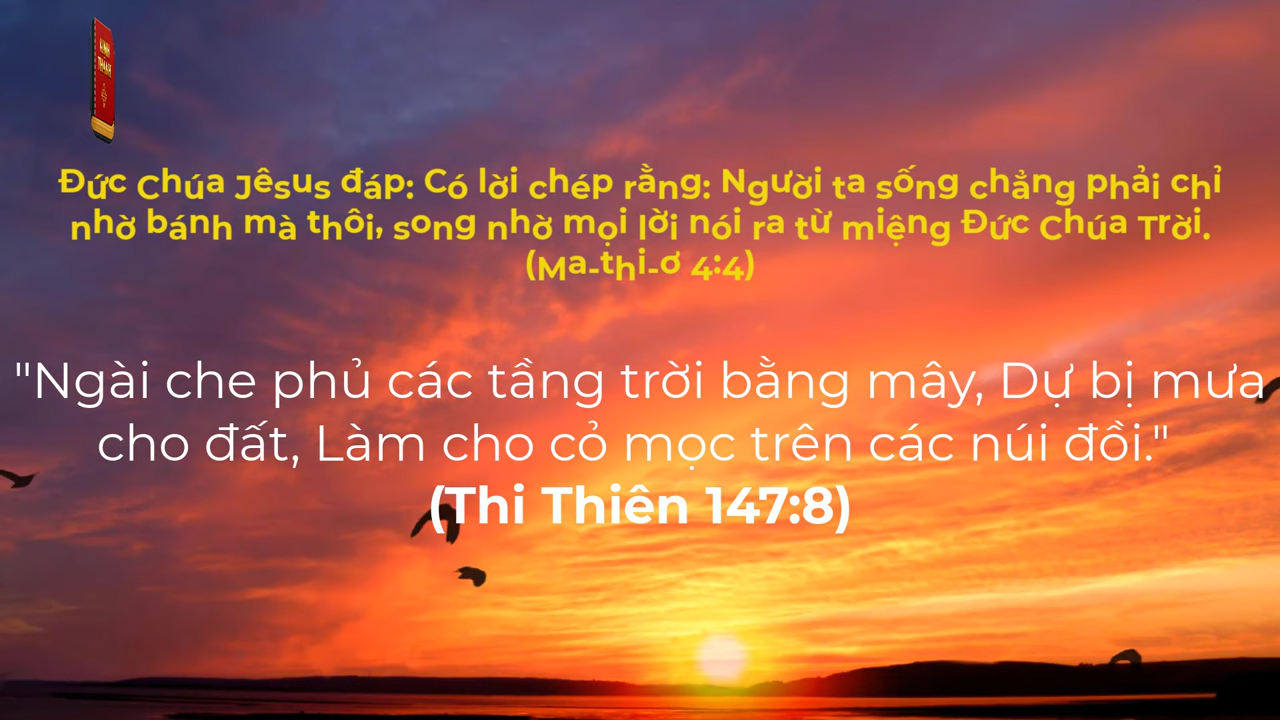 KINH
THÁNH
Đức Chúa Jêsus đáp: Có lời chép rằng: Người ta sống chẳng phải chỉ
nhờ bánh mà thôi, song nhờ mọi lời nói ra từ miệng Đức Chúa Trời.
(Ma-thi-ơ 4:4)
"Ngài che phủ các tầng trời bằng mây, Dự bị mưa
cho đất, Làm cho cỏ mọc trên các núi đồi."
(Thi Thiên 147:8)